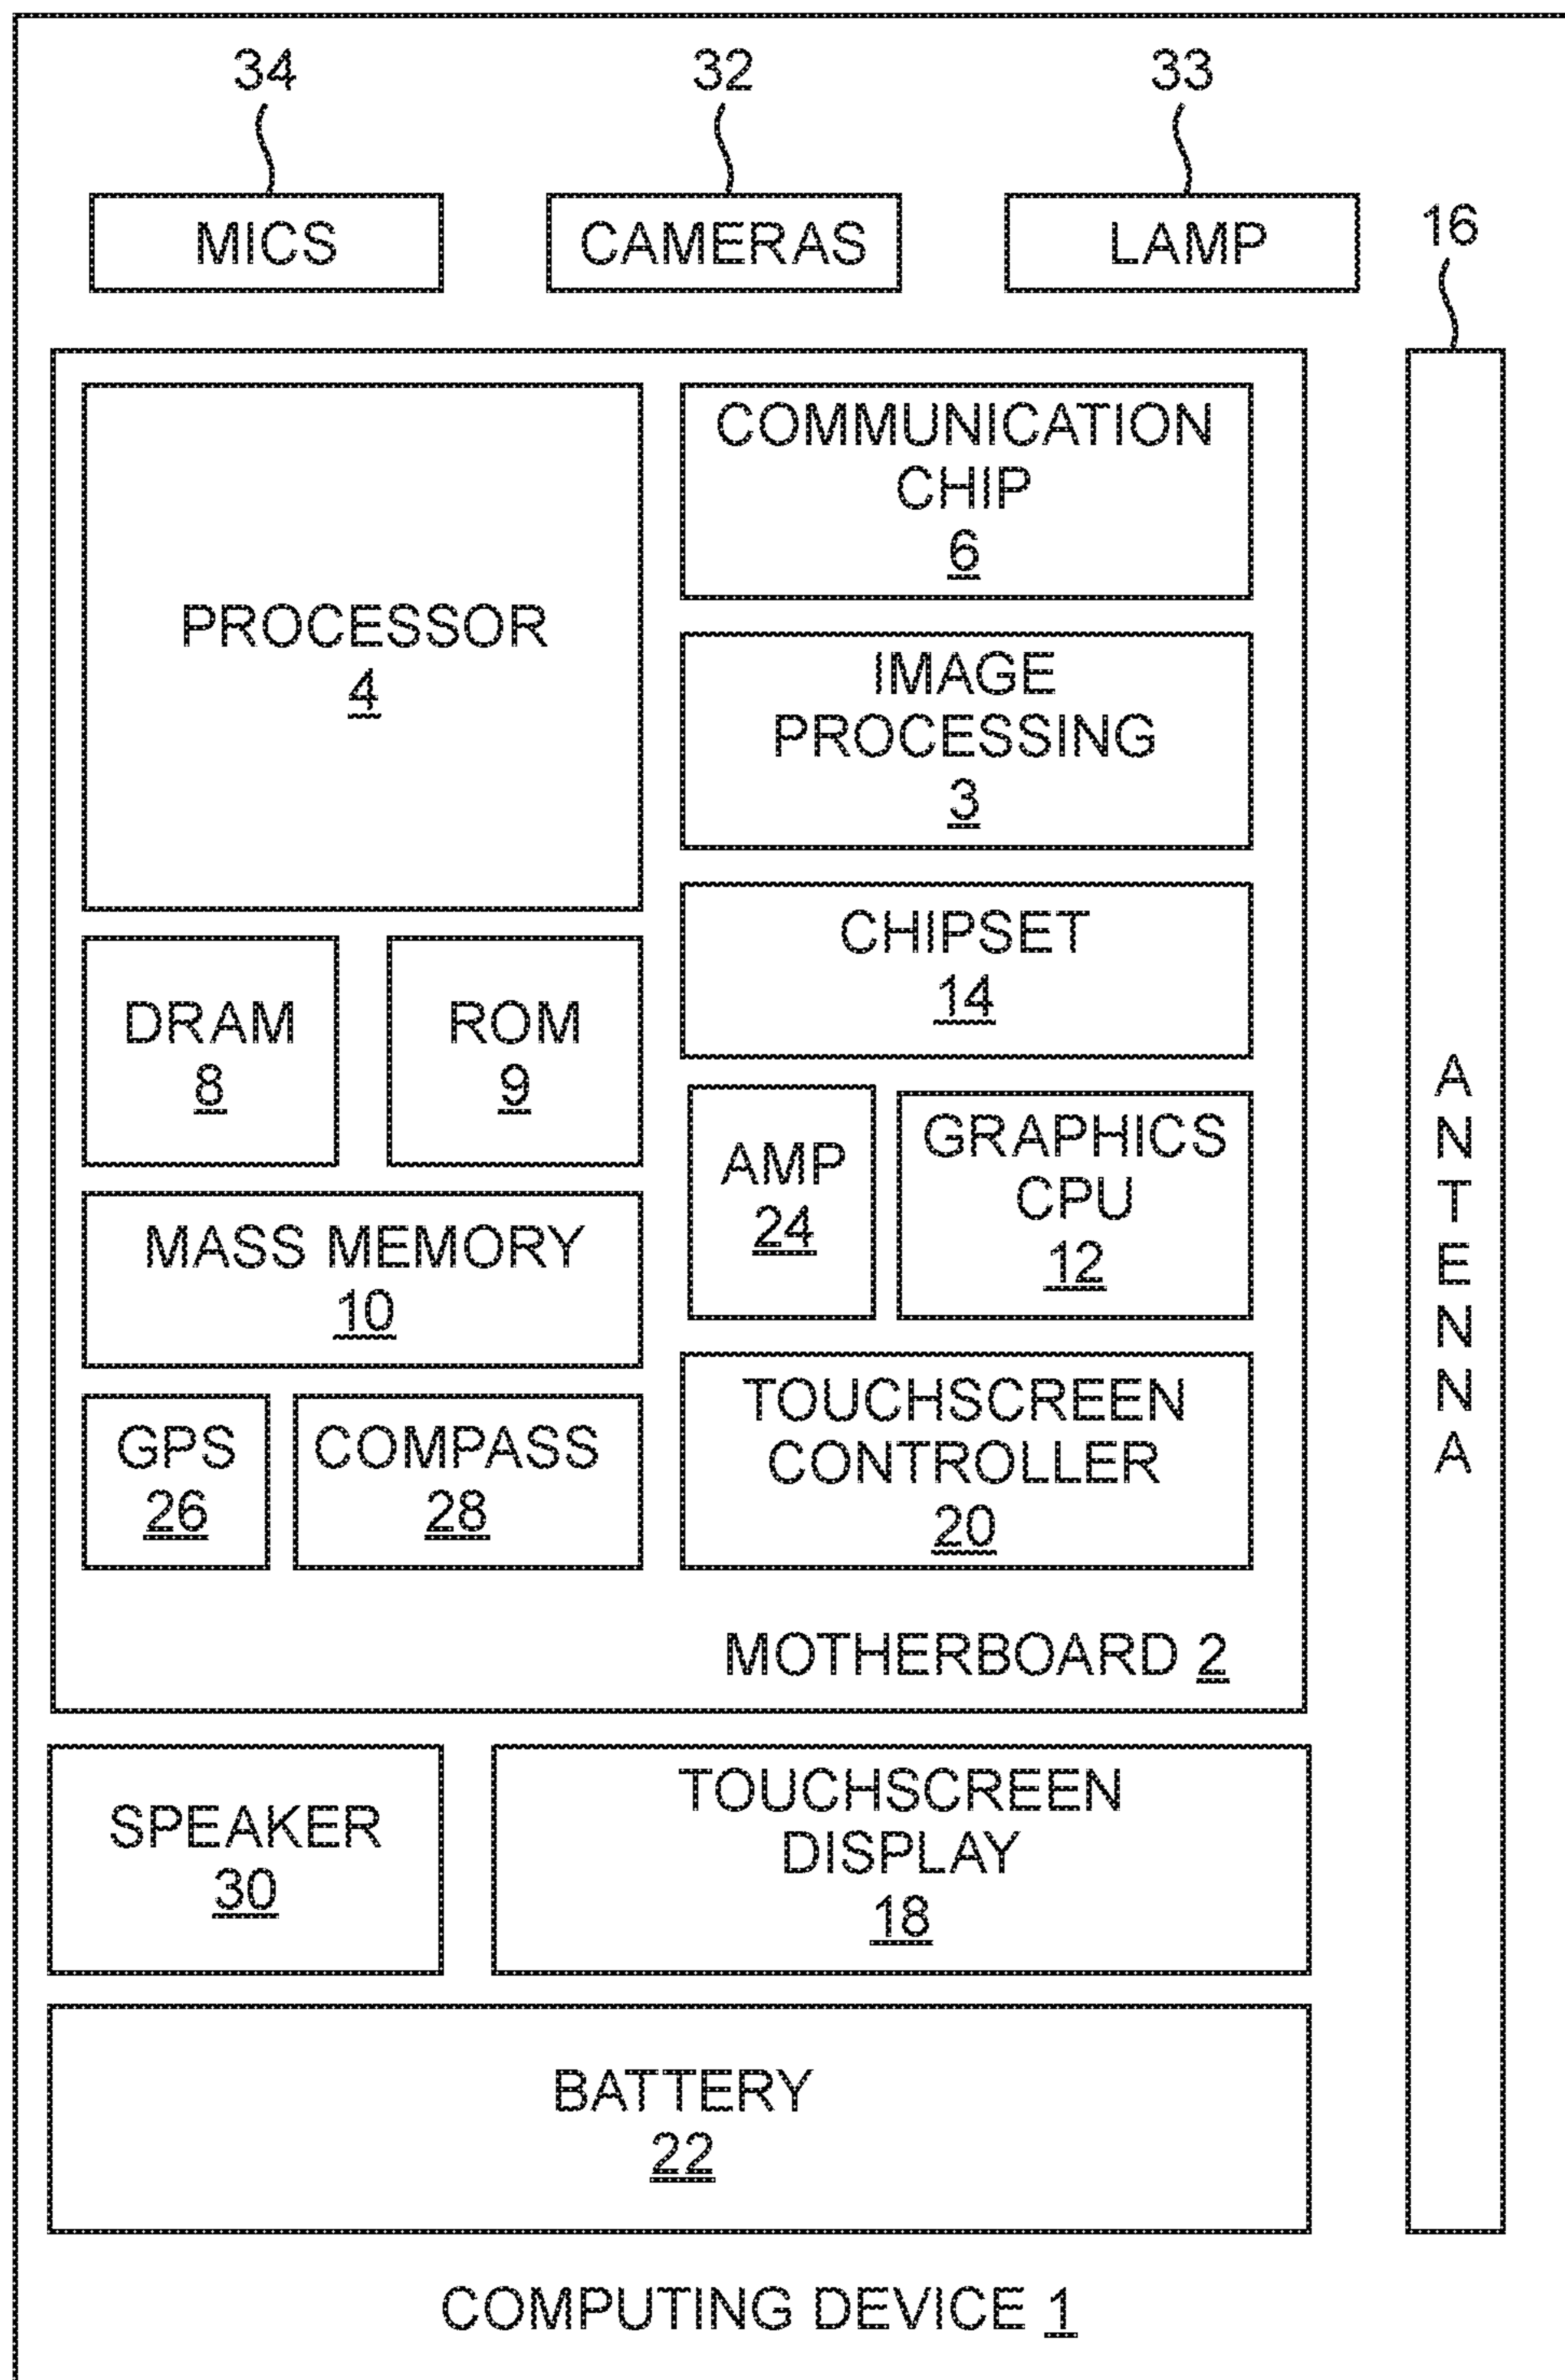 34
32
33
MICS
CAMERAS
LAMP
16
PROCESSOR
4
COMMUNICATION
CHIP
6
IMAGE
PROCESSING
3
CHIPSET
14
DRAM
8
ROM
9
AMP
24
GRAPHICS
CPU
12
MASS MEMORY
10
GPS
26
COMPASS
28
TOUCHSCREEN
CONTROLLER
20
MOTHERBOARD 2
ANTENNA
SPEAKER
30
TOUCHSCREEN
DISPLAY
18
BATTERY
22
COMPUTING DEVICE 1